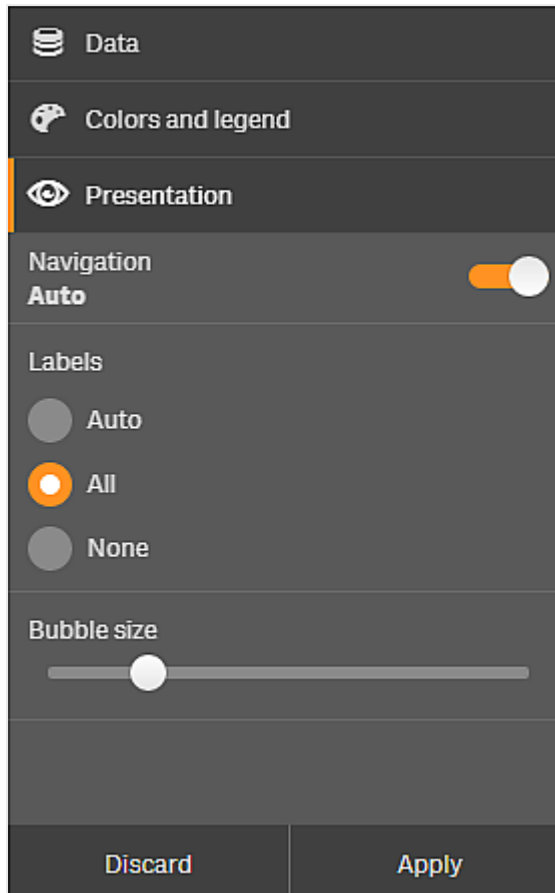 Data
Colors and legend
Presentation
Navigation
Auto
Labels
Auto
All
None
Bubble size
Discard
Apply